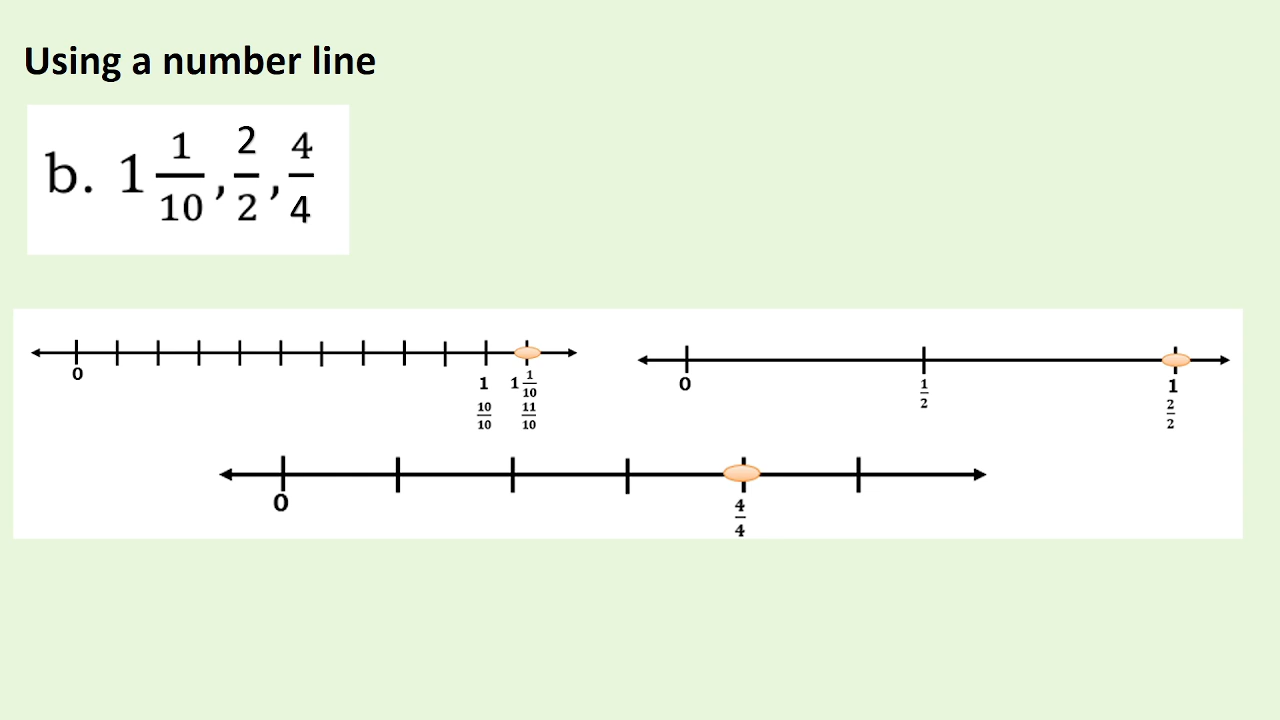 Using a number line
b. 1 1/10, 2/2, 4/4
0 1 1 1/10
10/10 11/10
0 1/2 1
2/2
0 4/4